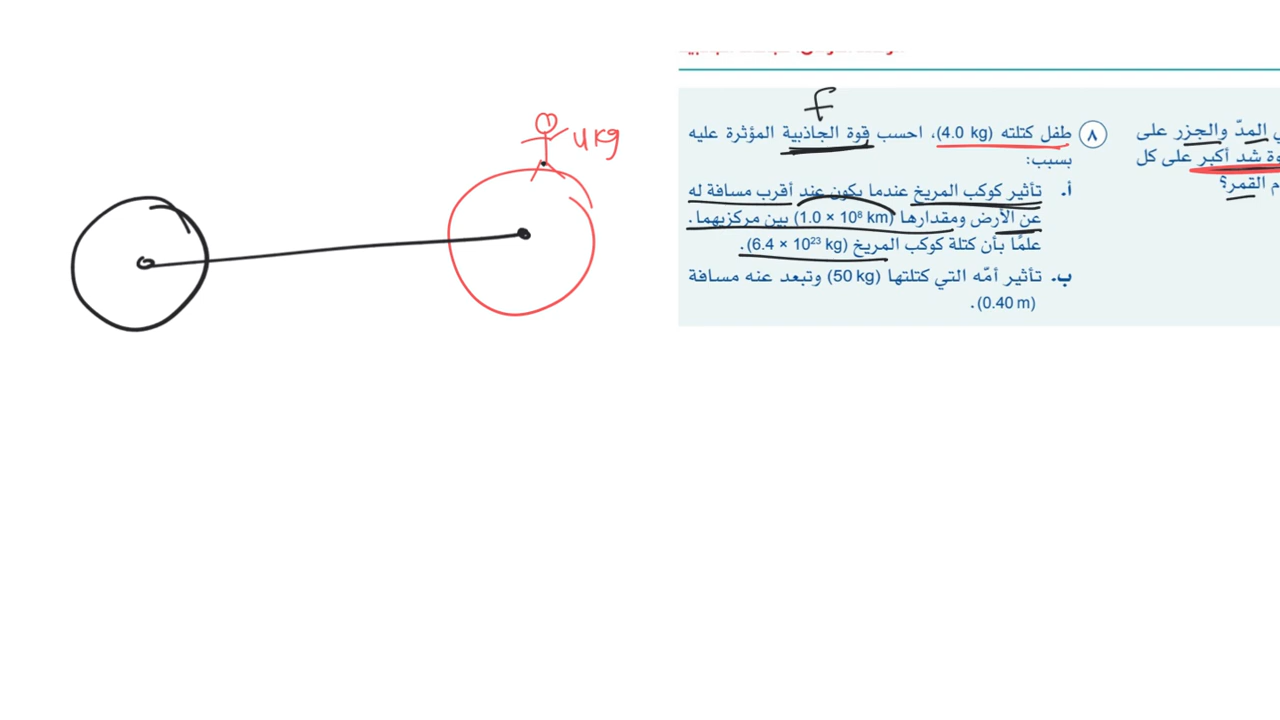 f
٨ طفل كتلته (4.0 kg)، احسب قوة الجاذبية المؤثرة عليه
بسبب:
أ. تأثير كوكب المريخ عندما يكون عند أقرب مسافة له
عن الأرض ومقدارها (1.0 × 10⁸ km) بين مركزيهما.
علمًا بأن كتلة كوكب المريخ (6.4 × 10²³ kg).
ب. تأثير أمّه التي كتلتها (50 kg) وتبعد عنه مسافة
(0.40 m).
المدّ والجزر على
شد أكبر على كل
القمر؟
4 kg